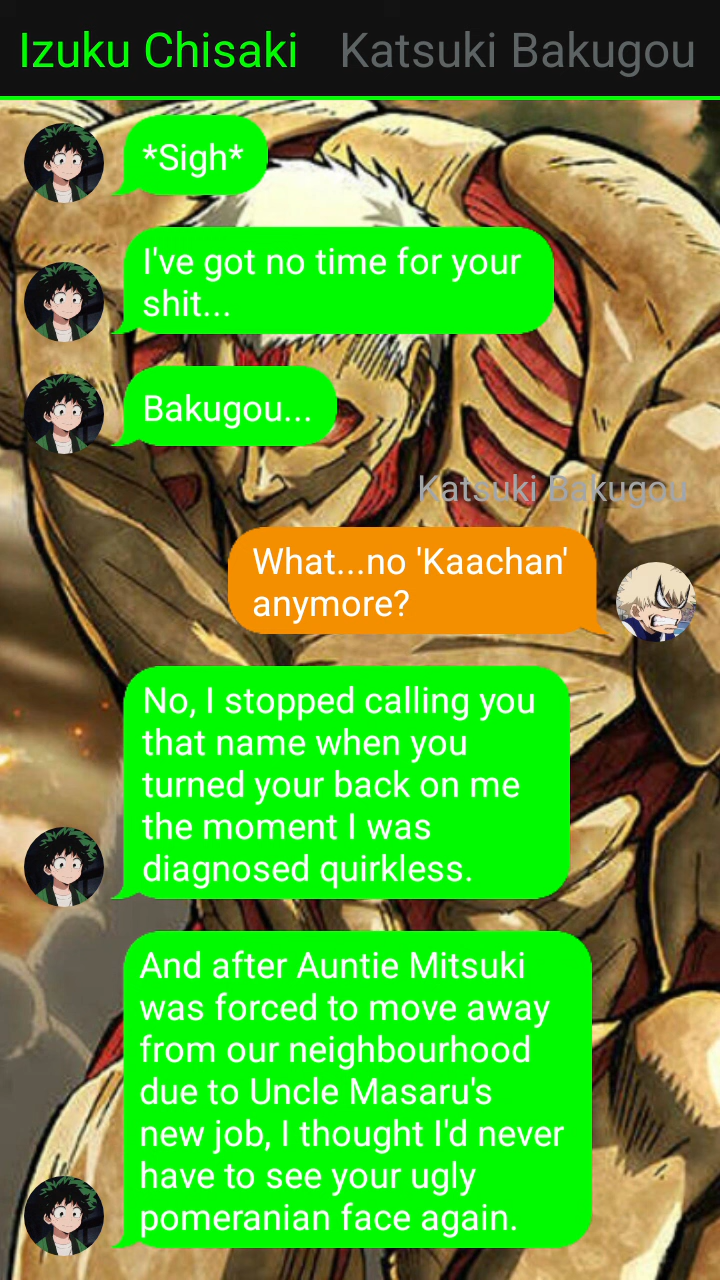 Izuku Chisaki Katsuki Bakugou
*Sigh*
I've got no time for your
shit...
Bakugou...
Katsuki Bakugou
What...no 'Kaachan'
anymore?
No, I stopped calling you
that name when you
turned your back on me
the moment I was
diagnosed quirkless.
And after Auntie Mitsuki
was forced to move away
from our neighbourhood
due to Uncle Masaru's
new job, I thought I'd never
have to see your ugly
pomeranian face again.